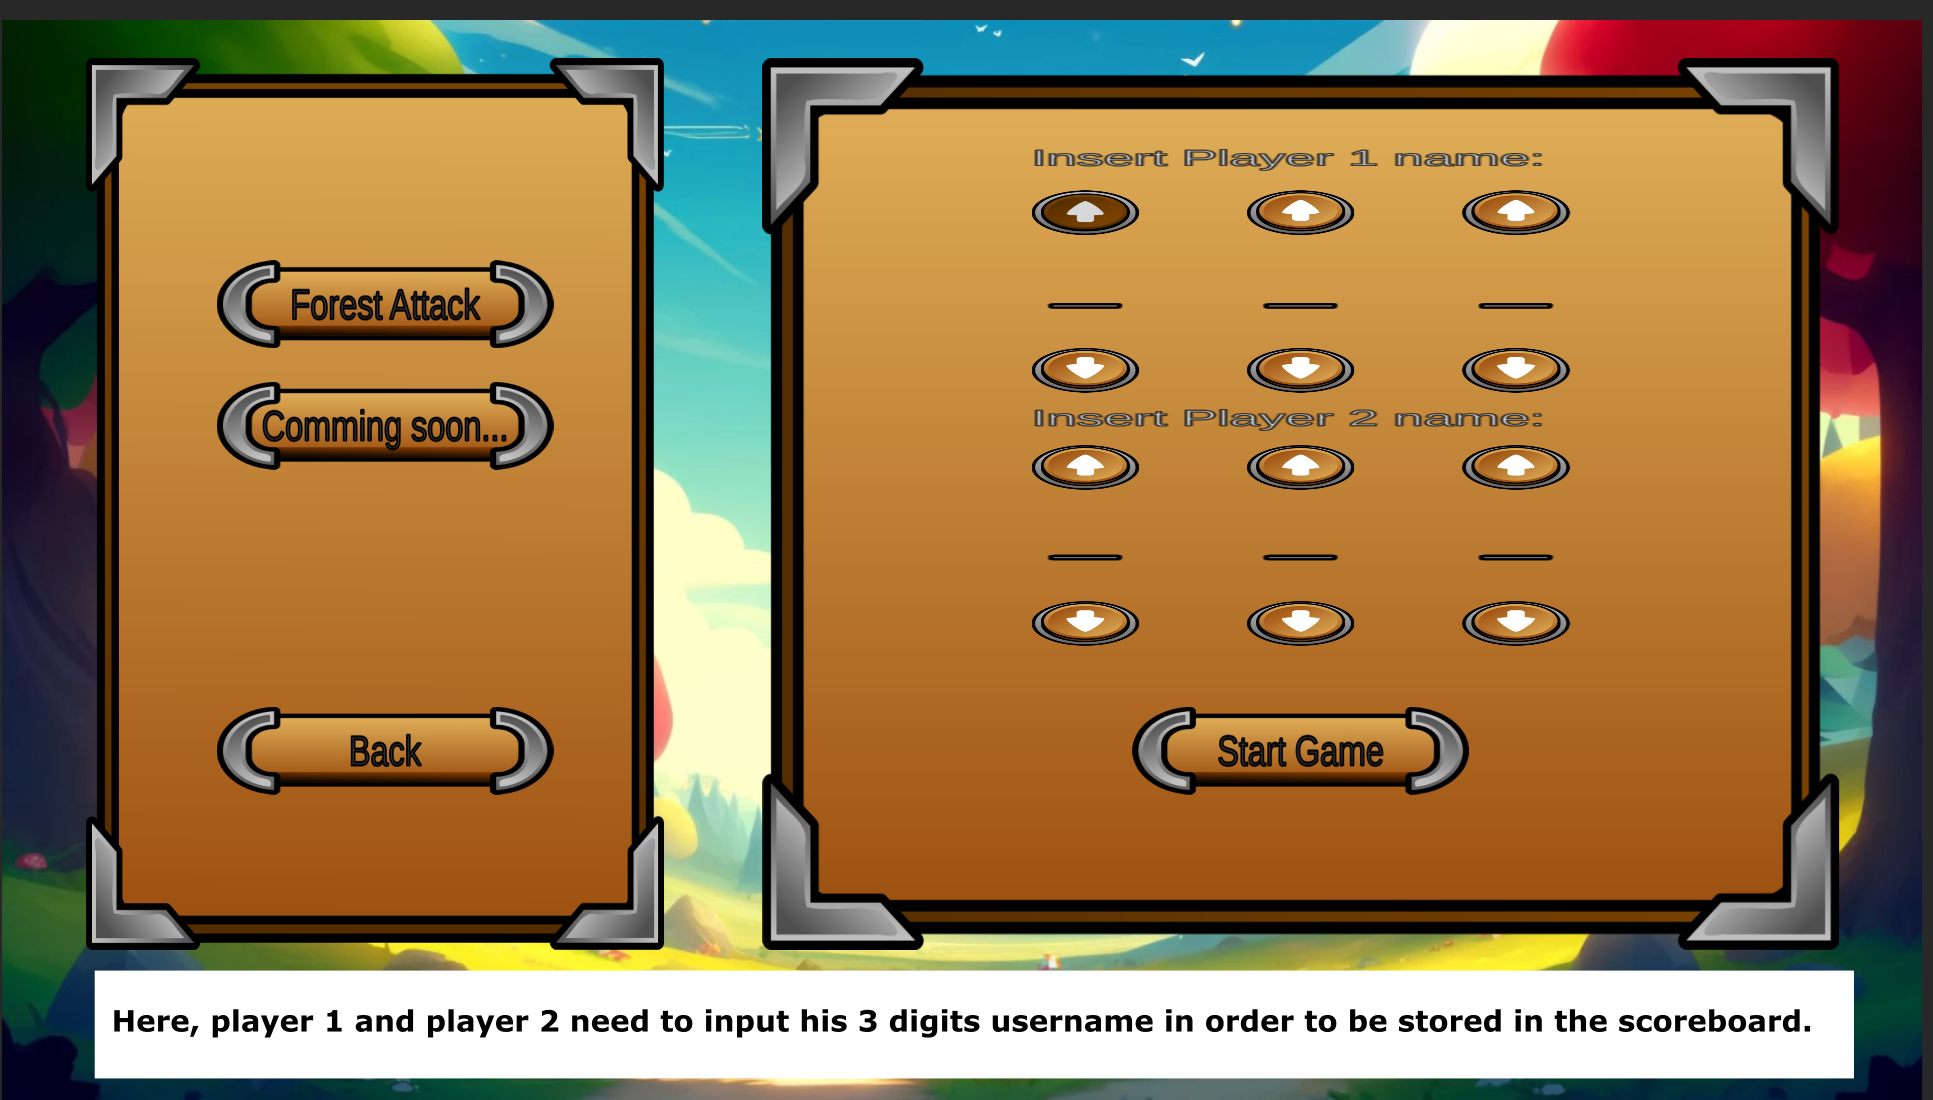 Forest Attack
Comming soon...
Back
Insert Player 1 name:
Insert Player 2 name:
Start Game
Here, player 1 and player 2 need to input his 3 digits username in order to be stored in the scoreboard.